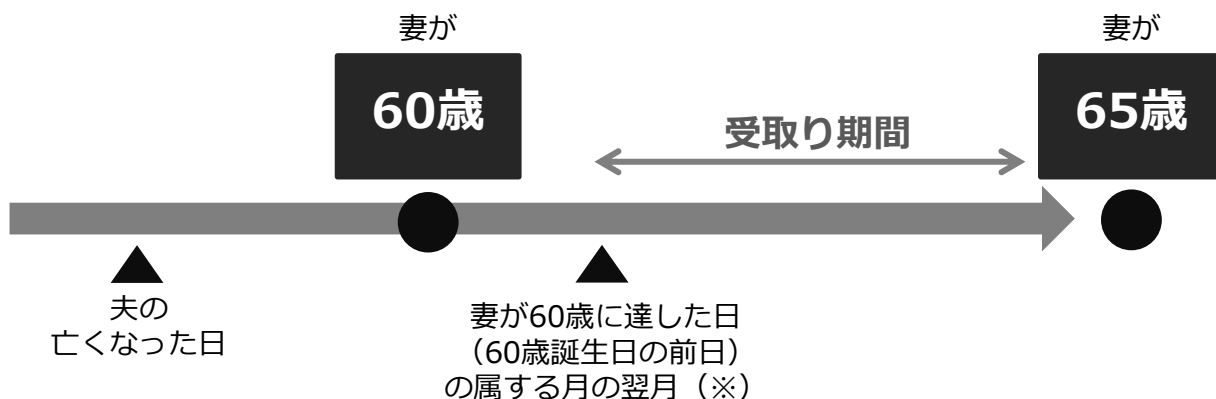 妻が
60歳
妻が
65歳
受取り期間
夫の
亡くなった日
妻が60歳に達した日
（60歳誕生日の前日）
の属する月の翌月（※）